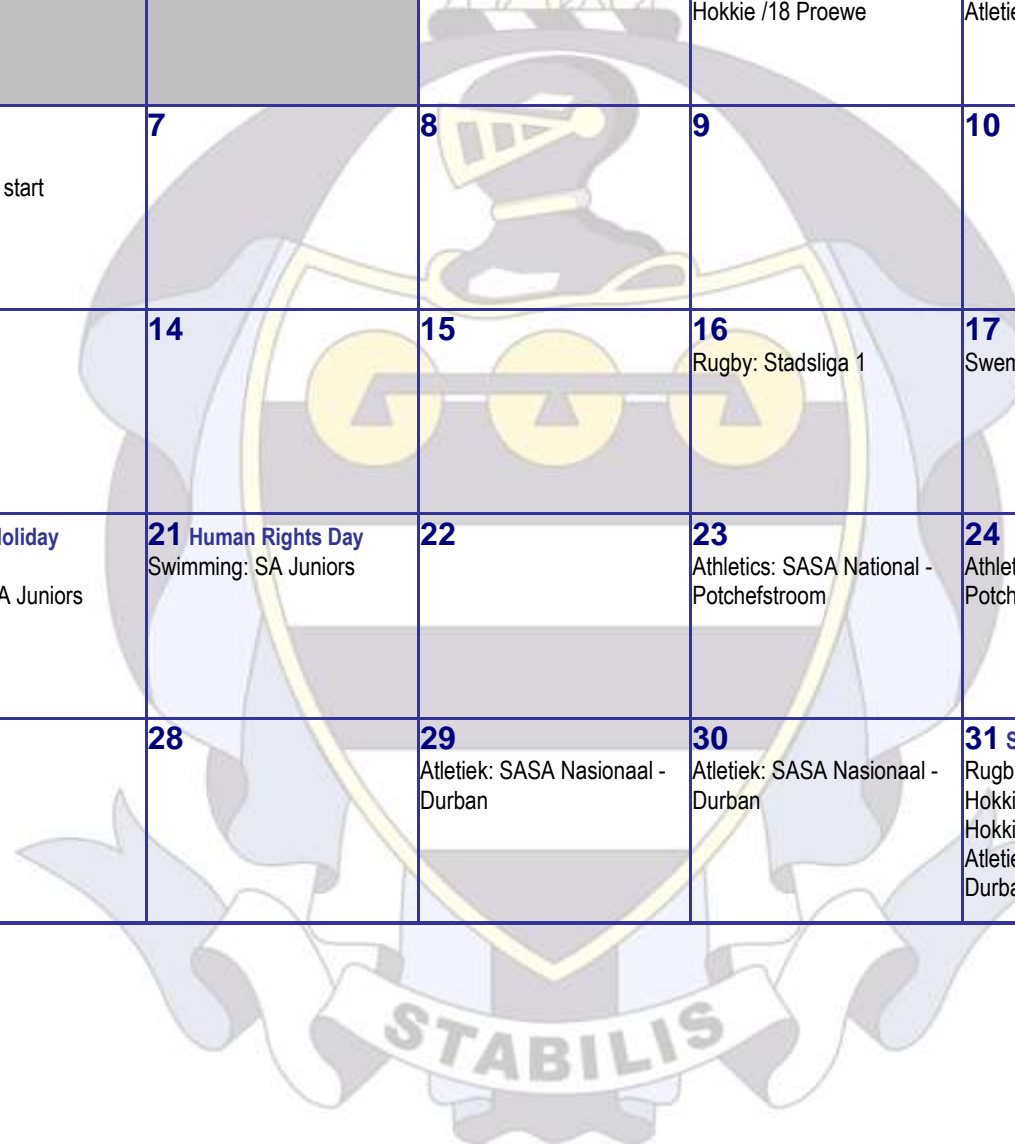 Hokkie /18 Proewe
7
8
9
10
start
14
15
16
17
Rugby: Stadsliga 1
21 Human Rights Day
22
23
24
Swimming: SA Juniors
Athletics: SASA National -
Juniors
Potchefstroom
28
29
30
31
Atletiek: SASA Nasionaal -
Atletiek: SASA Nasionaal -
Durban
Durban
STABILIS